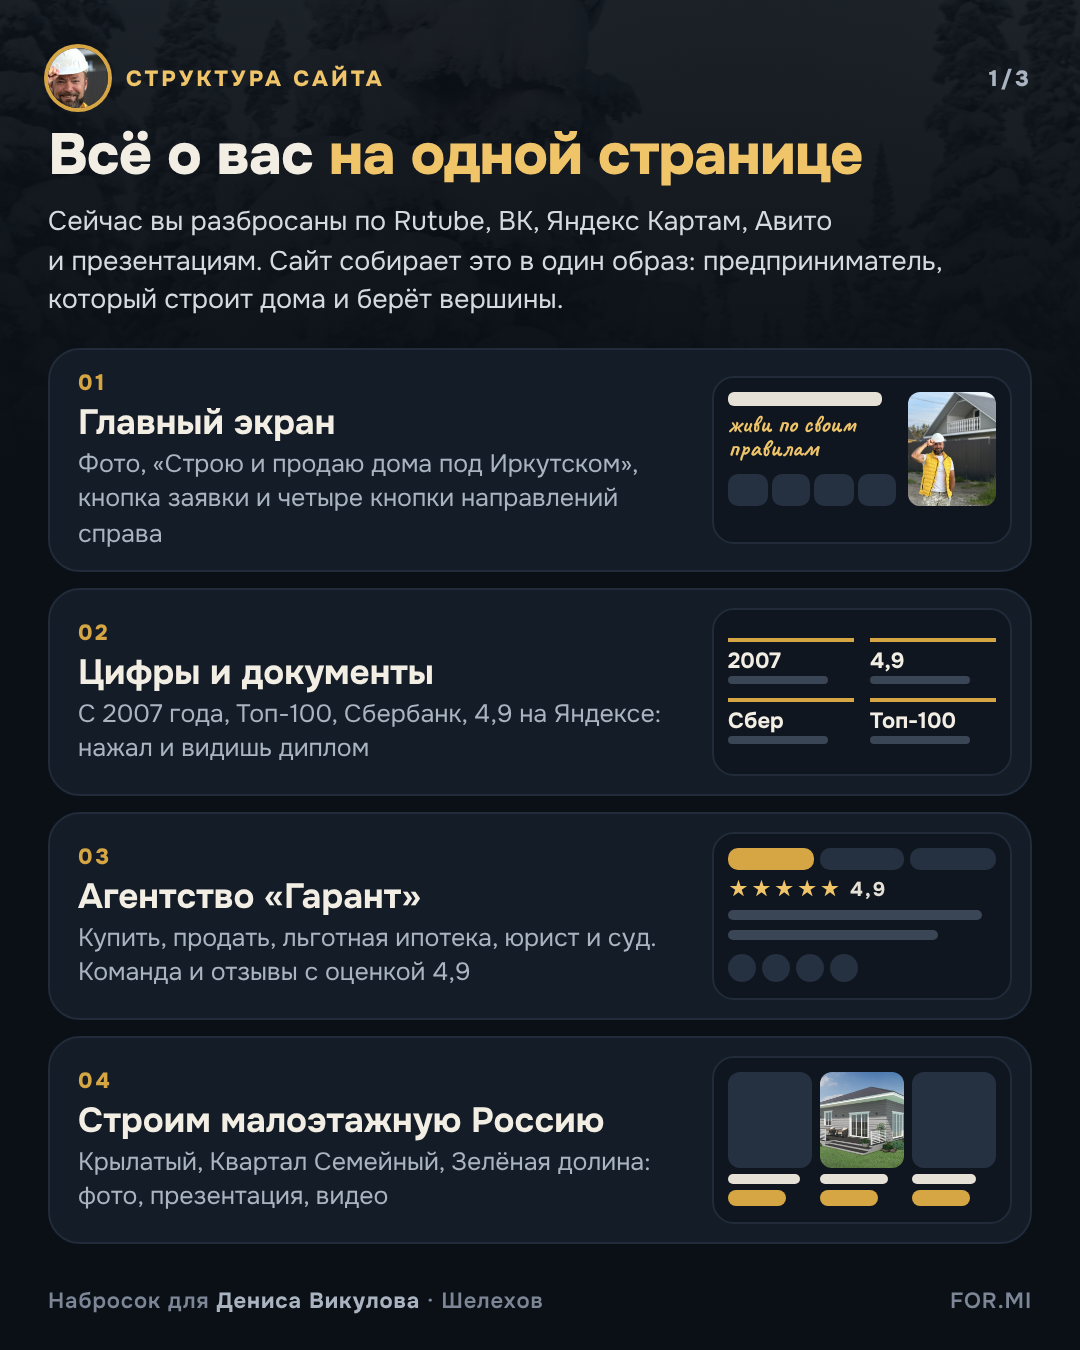 СТРУКТУРА САЙТА
1/3
Всё о вас на одной странице
Сейчас вы разбросаны по Rutube, ВК, Яндекс Картам, Авито
и презентациям. Сайт собирает это в один образ: предприниматель,
который строит дома и берёт вершины.
01
Главный экран
Фото, «Строю и продаю дома под Иркутском»,
кнопка заявки и четыре кнопки направлений
справа
живи по своим
правилам
02
Цифры и документы
С 2007 года, Топ-100, Сбербанк, 4,9 на Яндексе:
нажал и видишь диплом
2007
4,9
Сбер
Топ-100
03
Агентство «Гарант»
Купить, продать, льготная ипотека, юрист и суд.
Команда и отзывы с оценкой 4,9
★★★★★ 4,9
04
Строим малоэтажную Россию
Крылатый, Квартал Семейный, Зелёная долина:
фото, презентация, видео
Набросок для Дениса Викулова · Шелехов
FOR.MI